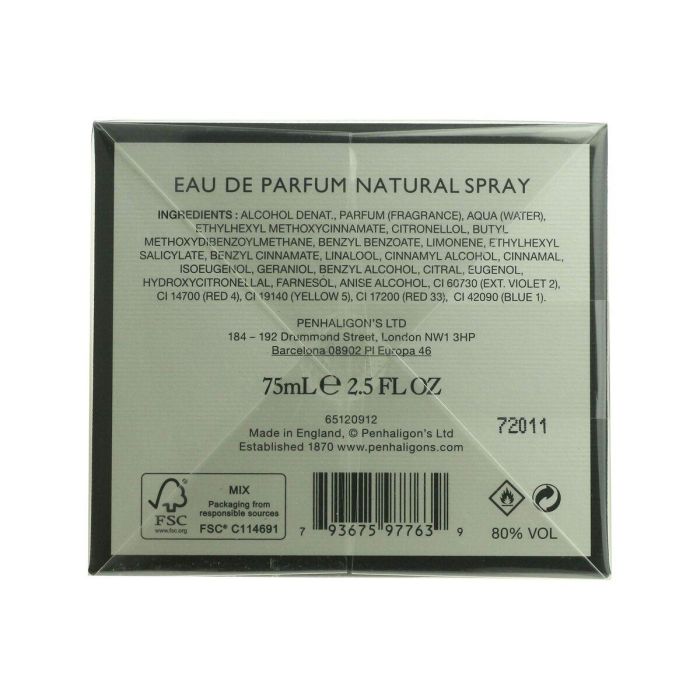 EAU DE PARFUM NATURAL SPRAY
INGREDIENTS : ALCOHOL DENAT., PARFUM (FRAGRANCE), AQUA (WATER),
ETHYLHEXYL METHOXYCINNAMATE, CITRONELLOL, BUTYL
METHOXYDIBENZOYLMETHANE, BENZYL BENZOATE, LIMONENE, ETHYLHEXYL
SALICYLATE, BENZYL CINNAMATE, LINALOOL, CINNAMYL ALCOHOL, CINNAMAL,
ISOEUGENOL, GERANIOL, BENZYL ALCOHOL, CITRAL, EUGENOL,
HYDROXYCITRONELLAL, FARNESOL, ANISE ALCOHOL, CI 60730 (EXT. VIOLET 2),
CI 14700 (RED 4), CI 19140 (YELLOW 5), CI 17200 (RED 33), CI 42090 (BLUE 1).
PENHALIGON'S LTD
184 – 192 Drummond Street, London NW1 3HP
Barcelona 08902 Pl Europa 46
75mL ℮ 2.5 FL OZ
65120912
Made in England, © Penhaligon's Ltd
Established 1870 www.penhaligons.com
72011
FSC
www.fsc.org
MIX
Packaging from
responsible sources
FSC® C114691
7 93675 97763 9
80% VOL